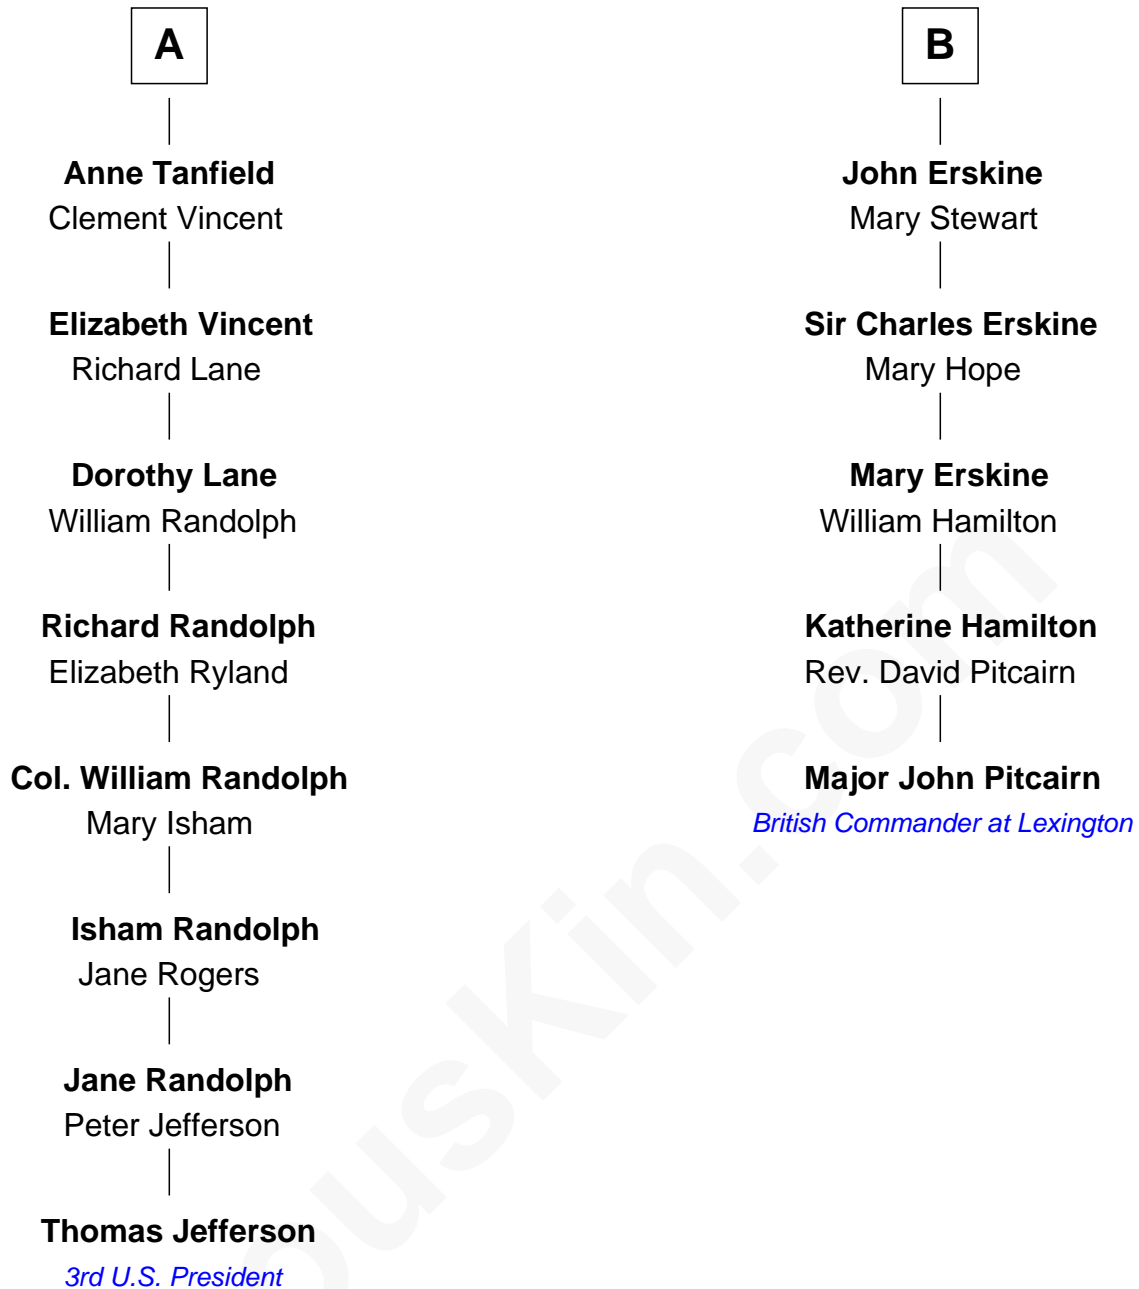 A
Anne Tanfield
Clement Vincent
Elizabeth Vincent
Richard Lane
Dorothy Lane
William Randolph
Richard Randolph
Elizabeth Ryland
Col. William Randolph
Mary Isham
Isham Randolph
Jane Rogers
Jane Randolph
Peter Jefferson
Thomas Jefferson
3rd U.S. President
B
John Erskine
Mary Stewart
Sir Charles Erskine
Mary Hope
Mary Erskine
William Hamilton
Katherine Hamilton
Rev. David Pitcairn
Major John Pitcairn
British Commander at Lexington
ousKin.com